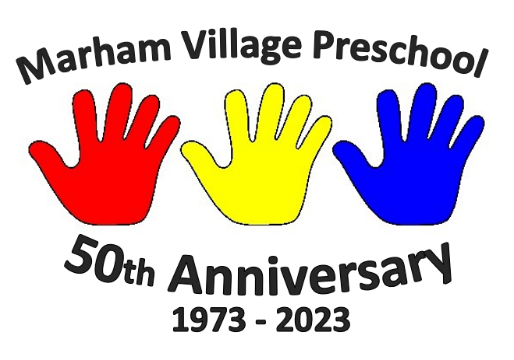 Marham Village Preschool
50th Anniversary
1973 - 2023